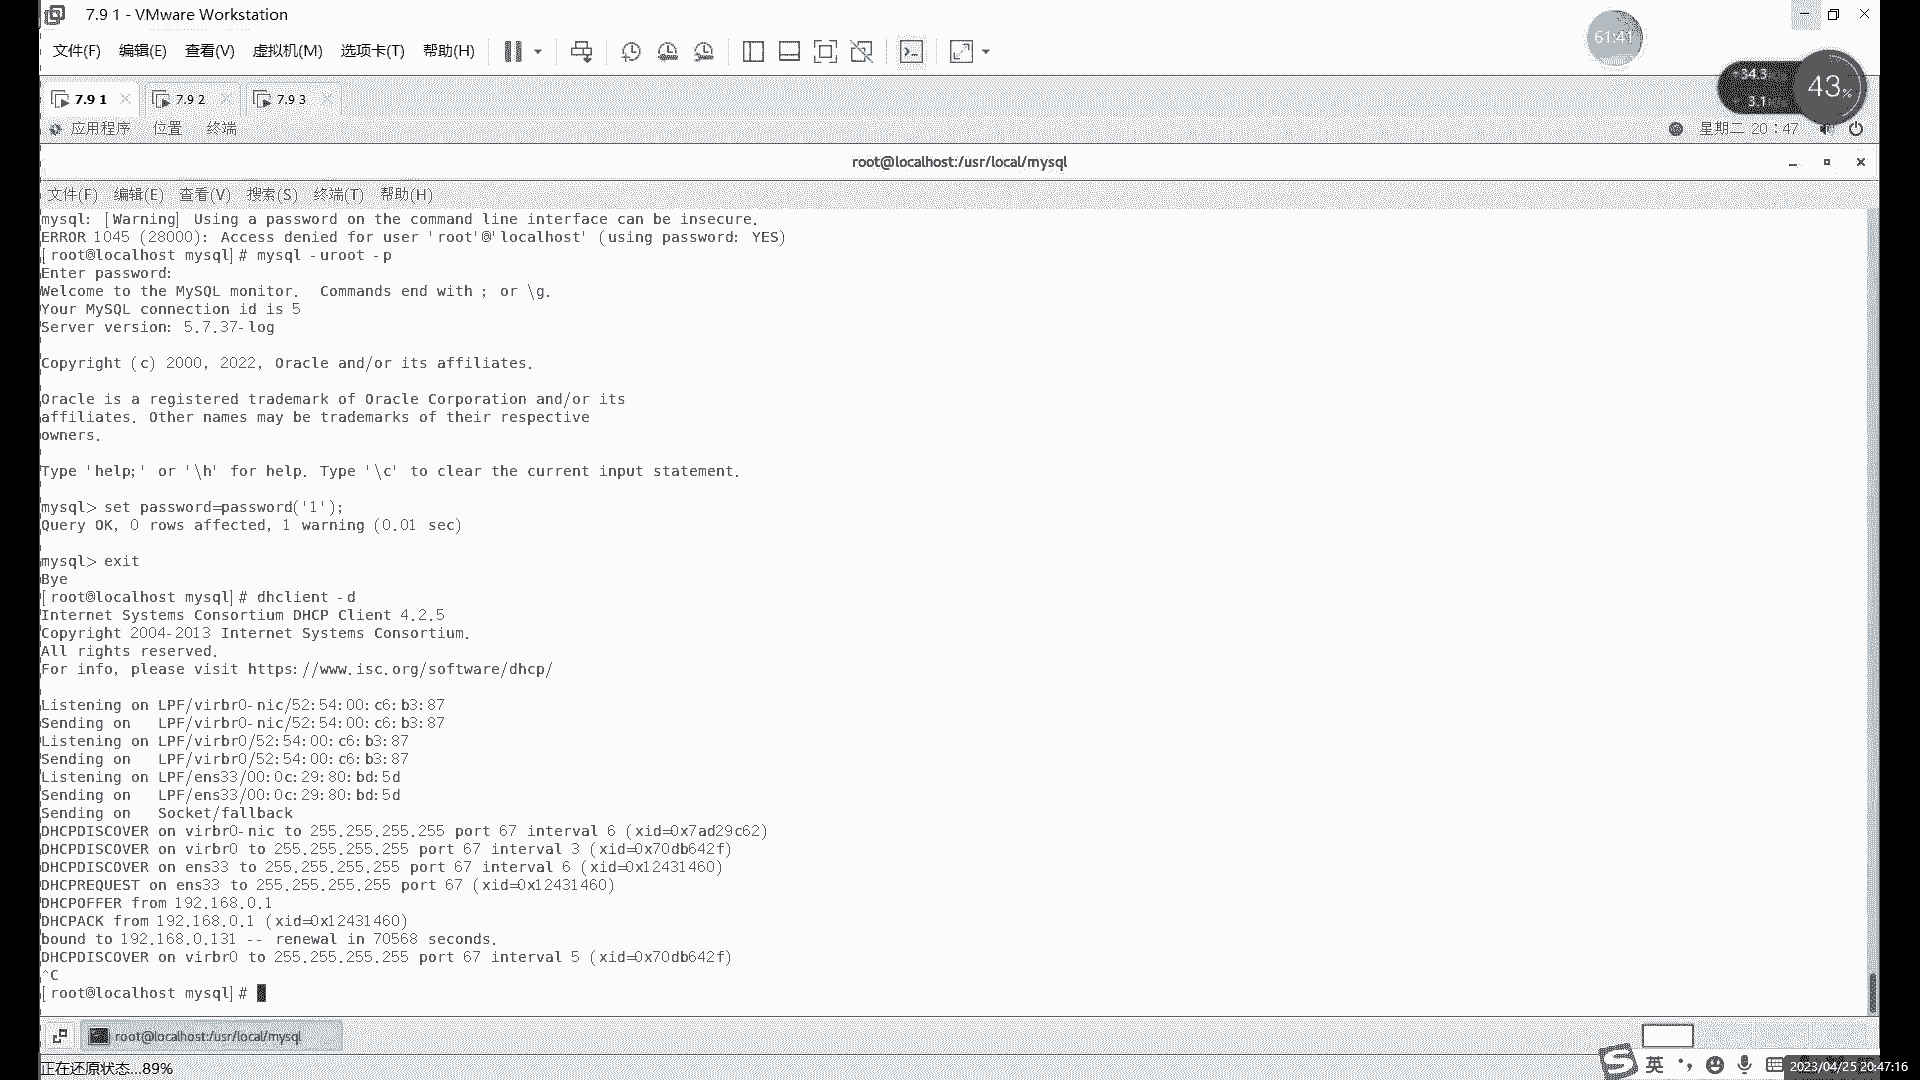 7.9 1 - VMware Workstation
文件(F) 编辑(E) 查看(V) 虚拟机(M) 选项卡(T) 帮助(H)
61:41
34.3
3.1
43%
7.9 1 7.9 2 7.9 3
应用程序 位置 终端 星期二 20:47
root@localhost:/usr/local/mysql
文件(F) 编辑(E) 查看(V) 搜索(S) 终端(T) 帮助(H)
mysql: [Warning] Using a password on the command line interface can be insecure.
ERROR 1045 (28000): Access denied for user 'root'@'localhost' (using password: YES)
[root@localhost mysql]# mysql -uroot -p
Enter password:
Welcome to the MySQL monitor.  Commands end with ; or \g.
Your MySQL connection id is 5
Server version: 5.7.37-log
Copyright (c) 2000, 2022, Oracle and/or its affiliates.
Oracle is a registered trademark of Oracle Corporation and/or its
affiliates. Other names may be trademarks of their respective
owners.
Type 'help;' or '\h' for help. Type '\c' to clear the current input statement.
mysql> set password=password('1');
Query OK, 0 rows affected, 1 warning (0.01 sec)
mysql> exit
Bye
[root@localhost mysql]# dhclient -d
Internet Systems Consortium DHCP Client 4.2.5
Copyright 2004-2013 Internet Systems Consortium.
All rights reserved.
For info, please visit https://www.isc.org/software/dhcp/
Listening on LPF/virbr0-nic/52:54:00:c6:b3:87
Sending on   LPF/virbr0-nic/52:54:00:c6:b3:87
Listening on LPF/virbr0/52:54:00:c6:b3:87
Sending on   LPF/virbr0/52:54:00:c6:b3:87
Listening on LPF/ens33/00:0c:29:80:bd:5d
Sending on   LPF/ens33/00:0c:29:80:bd:5d
Sending on   Socket/fallback
DHCPDISCOVER on virbr0-nic to 255.255.255.255 port 67 interval 6 (xid=0x7ad29c62)
DHCPDISCOVER on virbr0 to 255.255.255.255 port 67 interval 3 (xid=0x70db642f)
DHCPDISCOVER on ens33 to 255.255.255.255 port 67 interval 6 (xid=0x12431460)
DHCPREQUEST on ens33 to 255.255.255.255 port 67 (xid=0x12431460)
DHCPOFFER from 192.168.0.1
DHCPACK from 192.168.0.1 (xid=0x12431460)
bound to 192.168.0.131 -- renewal in 70568 seconds.
DHCPDISCOVER on virbr0 to 255.255.255.255 port 67 interval 5 (xid=0x70db642f)
^C
[root@localhost mysql]#
root@localhost:/usr/local/mysql
正在还原状态...89%
英
2023/04/25 20:47:16